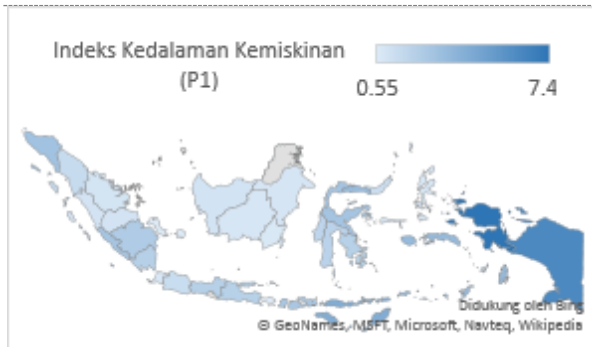 Indeks Kedalaman Kemiskinan
(P1)
0.55
7.4
Didukung oleh Bing
© GeoNames, MSFT, Microsoft, Navteq, Wikipedia